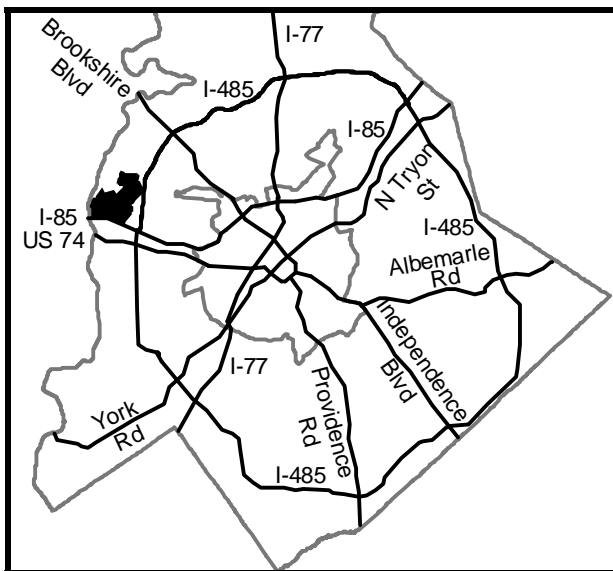 I-77
Brookshire
Blvd
I-485
I-85
N Tryon
St
I-85
US 74
I-485
Albemarle
Rd
Independence
Blvd
I-77
Providence
Rd
York
Rd
I-485